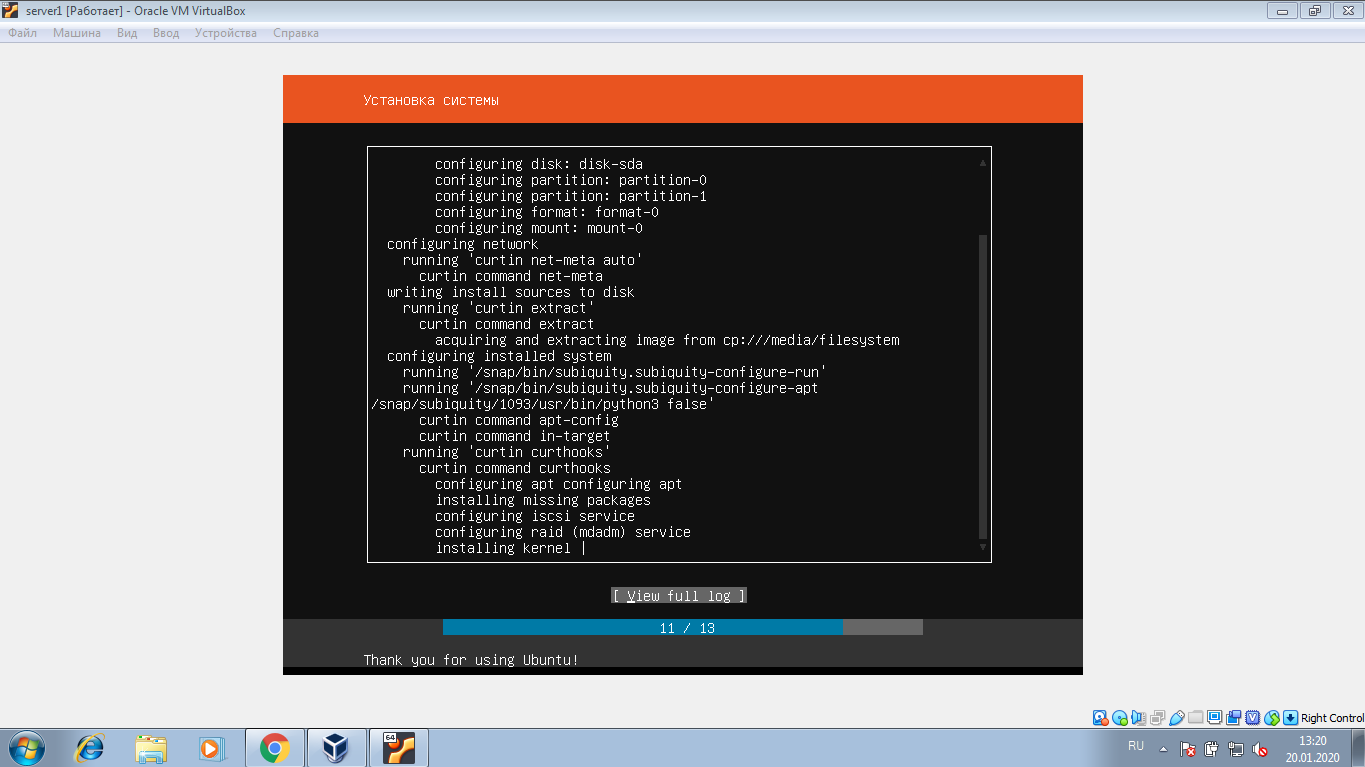 server1 [Работает] - Oracle VM VirtualBox
Файл Машина Вид Ввод Устройства Справка
Установка системы
configuring disk: disk-sda
configuring partition: partition-0
configuring partition: partition-1
configuring format: format-0
configuring mount: mount-0
configuring network
running 'curtin net-meta auto'
curtin command net-meta
writing install sources to disk
running 'curtin extract'
curtin command extract
acquiring and extracting image from cp:///media/filesystem
configuring installed system
running '/snap/bin/subiquity.subiquity-configure-run'
running '/snap/bin/subiquity.subiquity-configure-apt
/snap/subiquity/1093/usr/bin/python3 false'
curtin command apt-config
curtin command in-target
running 'curtin curthooks'
curtin command curthooks
configuring apt configuring apt
installing missing packages
configuring iscsi service
configuring raid (mdadm) service
installing kernel |
[ View full log ]
11 / 13
Thank you for using Ubuntu!
Right Control
64
RU
13:20
20.01.2020